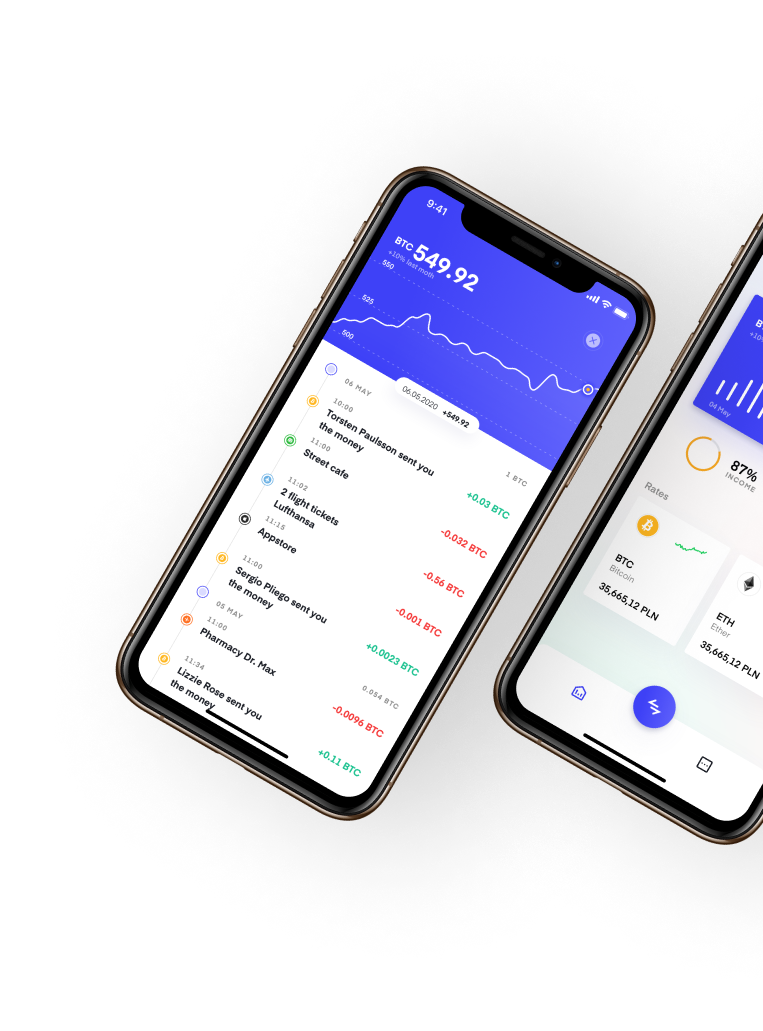 9:41
BTC 549.92
+10% last moth
550
525
500
06.05.2020 +549.92
06 MAY
1 BTC
10:00
Torsten Paulsson sent you
the money
+0.03 BTC
11:00
Street cafe
-0.032 BTC
11:02
2 flight tickets
Lufthansa
-0.56 BTC
11:15
Appstore
-0.001 BTC
11:00
Sergio Pliego sent you
the money
+0.0023 BTC
05 MAY
0.054 BTC
11:00
Pharmacy Dr. Max
-0.0096 BTC
11:34
Lizzie Rose sent you
the money
+0.11 BTC
04 May
87%
INCOME
Rates
BTC
Bitcoin
35,665,12 PLN
ETH
Ether
35,665,12 PLN